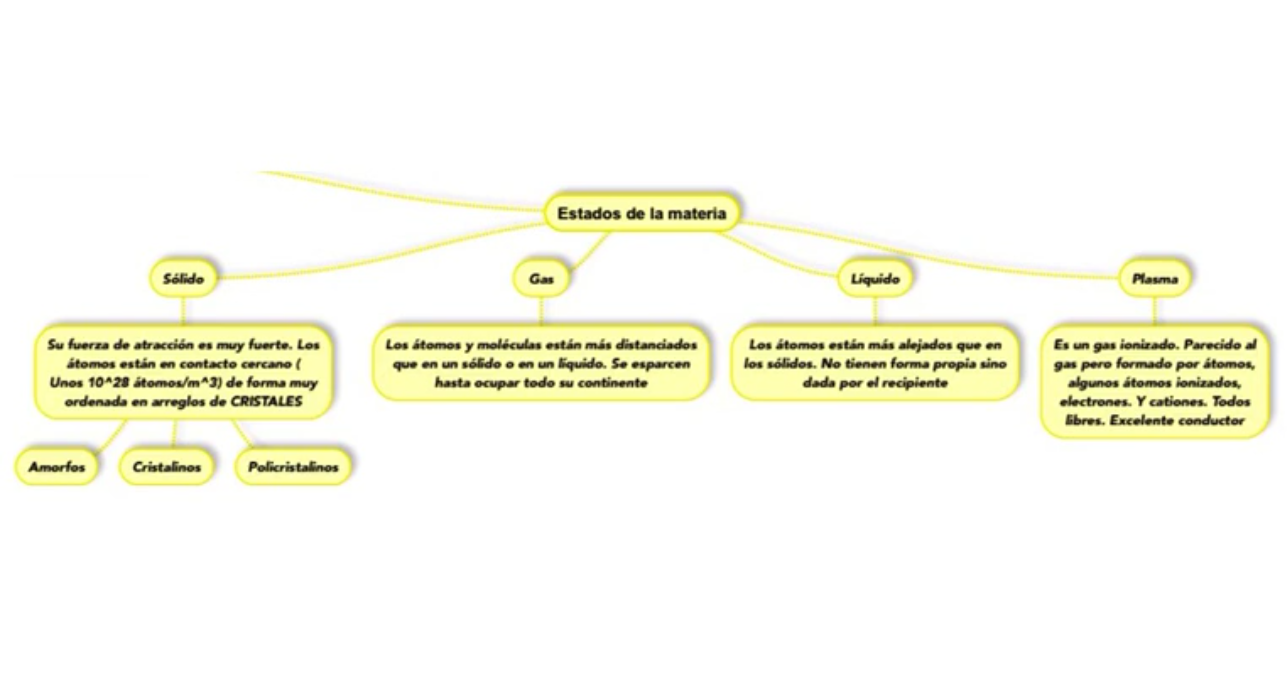 Estados de la materia
Sólido
Gas
Líquido
Plasma
Su fuerza de atracción es muy fuerte. Los
átomos están en contacto cercano (
Unos 10^28 átomos/m^3) de forma muy
ordenada en arreglos de CRISTALES
Los átomos y moléculas están más distanciados
que en un sólido o en un líquido. Se esparcen
hasta ocupar todo su continente
Los átomos están más alejados que en
los sólidos. No tienen forma propia sino
dada por el recipiente
Es un gas ionizado. Parecido al
gas pero formado por átomos,
algunos átomos ionizados,
electrones. Y cationes. Todos
libres. Excelente conductor
Amorfos
Cristalinos
Policristalinos